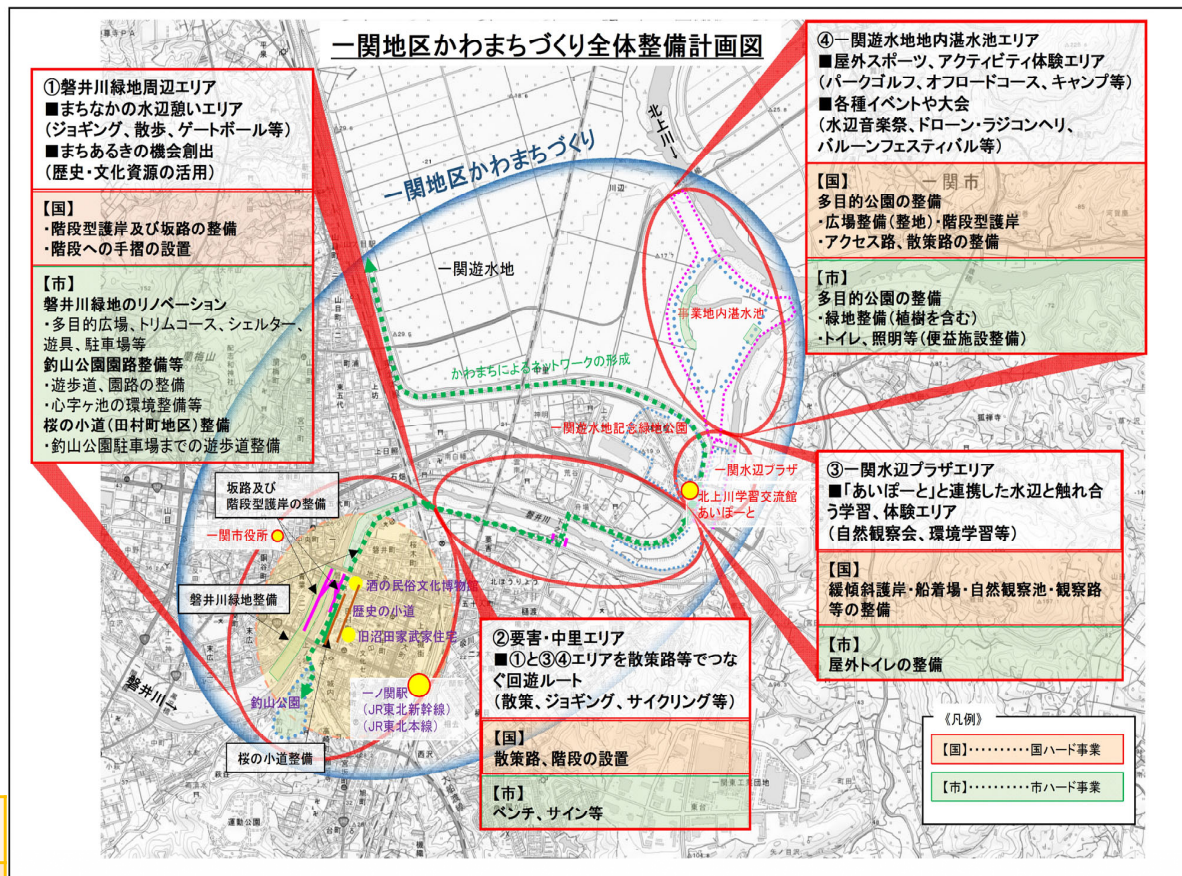 一関地区かわまちづくり全体整備計画図
①磐井川緑地周辺エリア
■まちなかの水辺憩いエリア
(ジョギング、散歩、ゲートボール等)
■まちあるきの機会創出
(歴史・文化資源の活用)
【国】
・階段型護岸及び坂路の整備
・階段への手摺の設置
【市】
磐井川緑地のリノベーション
・多目的広場、トリムコース、シェルター、
遊具、駐車場等
釣山公園園路整備等
・遊歩道、園路の整備
・心字ヶ池の環境整備等
桜の小道(田村町地区)整備
・釣山公園駐車場までの遊歩道整備
④一関遊水地地内湛水池エリア
■屋外スポーツ、アクティビティ体験エリア
(パークゴルフ、オフロードコース、キャンプ等)
■各種イベントや大会
(水辺音楽祭、ドローン・ラジコンヘリ、
バルーンフェスティバル等)
【国】
多目的公園の整備
・広場整備(整地)・階段型護岸
・アクセス路、散策路の整備
【市】
多目的公園の整備
・緑地整備(植樹を含む)
・トイレ、照明等(便益施設整備)
一関市
北上川→
一関地区かわまちづくり
川辺
一関遊水地
事業地内湛水池
かわまちによるネットワークの形成
一関遊水地記念緑地公園
一関水辺プラザ
北上川学習交流館
あいぽーと
③一関水辺プラザエリア
■「あいぽーと」と連携した水辺と触れ合
う学習、体験エリア
(自然観察会、環境学習等)
【国】
緩傾斜護岸・船着場・自然観察池・観察路
等の整備
【市】
屋外トイレの整備
坂路及び
階段型護岸の整備
一関市役所
磐井川緑地整備
酒の民俗文化博物館
歴史の小道
旧沼田家武家住宅
釣山公園
一ノ関駅
(JR東北新幹線)
(JR東北本線)
磐井川→
桜の小道整備
磐井川
②要害・中里エリア
■①と③④エリアを散策路等でつな
ぐ回遊ルート
(散策、ジョギング、サイクリング等)
【国】
散策路、階段の設置
【市】
ベンチ、サイン等
《凡例》
【国】・・・・・・・・・国ハード事業
【市】・・・・・・・・・市ハード事業
運動公園
一関東工業団地
東台